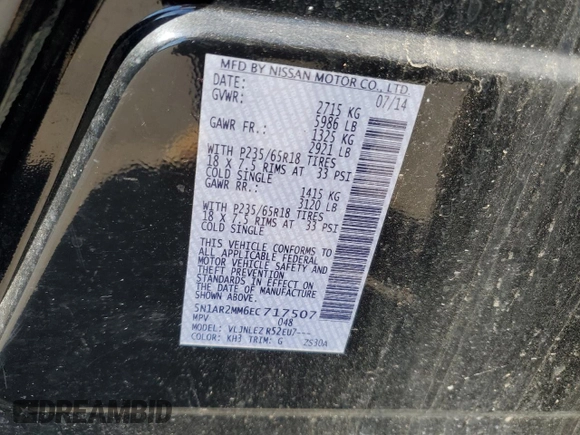 MFD BY NISSAN MOTOR CO., LTD.
DATE: 07/14
GVWR: 2715 KG
5986 LB
GAWR FR.: 1325 KG
2921 LB
WITH P235/65R18 TIRES
18 X 7.5 RIMS AT 33 PSI
COLD SINGLE
GAWR RR.: 1415 KG
3120 LB
WITH P235/65R18 TIRES
18 X 7.5 RIMS AT 33 PSI
COLD SINGLE
THIS VEHICLE CONFORMS TO
ALL APPLICABLE FEDERAL
MOTOR VEHICLE SAFETY AND
THEFT PREVENTION
STANDARDS IN EFFECT ON
THE DATE OF MANUFACTURE
SHOWN ABOVE.
5N1AR2MM6EC717507
MPV 048
MODEL: VLJNLEZ R52EU7---
COLOR: KH3 TRIM: G ZS30A
DREAMBID